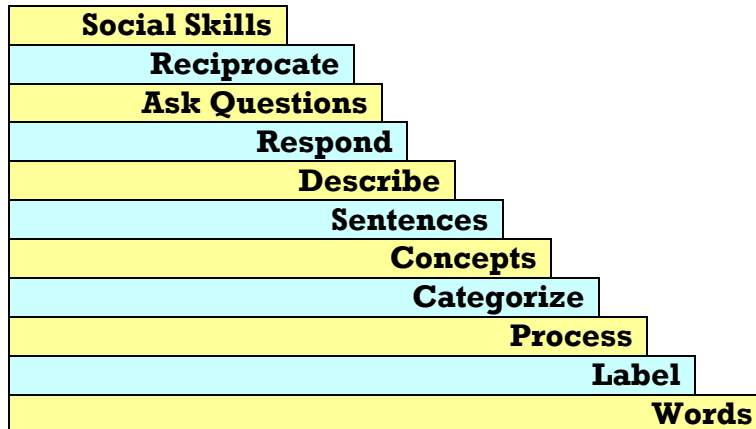 Social Skills
Reciprocate
Ask Questions
Respond
Describe
Sentences
Concepts
Categorize
Process
Label
Words